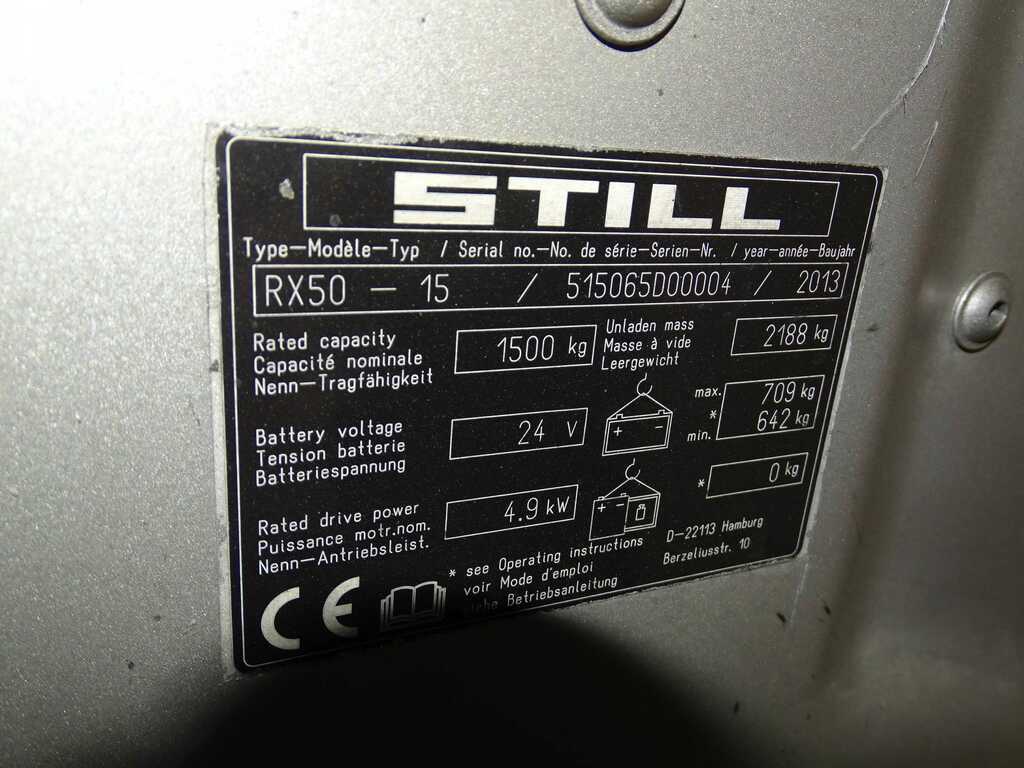 STILL
Type–Modèle–Typ / Serial no.–No. de série–Serien–Nr. / year–année–Baujahr
RX50 – 15 / 515065D00004 / 2013
Rated capacity
Capacité nominale
Nenn–Tragfähigkeit
1500 kg
Unladen mass
Masse à vide
Leergewicht
2188 kg
Battery voltage
Tension batterie
Batteriespannung
24 V
+ –
max. 709 kg
*
min. 642 kg
Rated drive power
Puissance motr.nom.
Nenn–Antriebsleist.
4.9 kW
+ –
* 0 kg
CE
* see Operating instructions
voir Mode d'emploi
Betriebsanleitung
D–22113 Hamburg
Berzeliusstr. 10